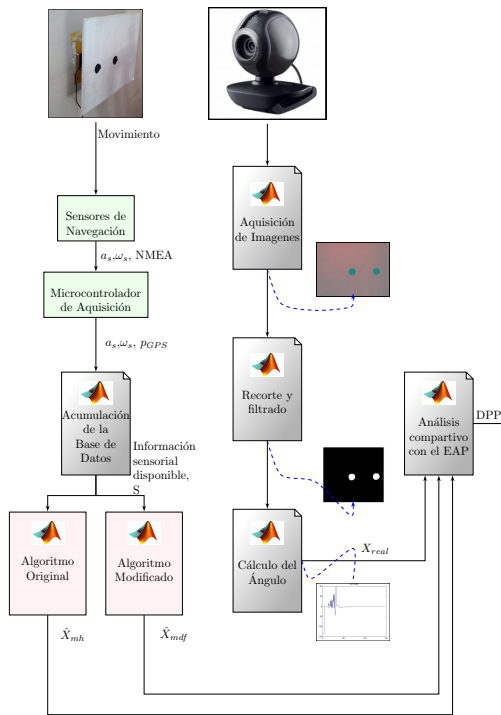 Movimiento
Sensores de
Navegación
a_s,ω_s, NMEA
Microcontrolador
de Aquisición
a_s,ω_s, p_GPS
Acumulación
de la
Base de
Datos
Información
sensorial
disponible,
S
Algoritmo
Original
Algoritmo
Modificado
X̂_mh
X̂_mdf
Aquisición
de Imagenes
Recorte y
filtrado
Cálculo del
Ángulo
X_real
Análisis
compartivo
con el EAP
DPP